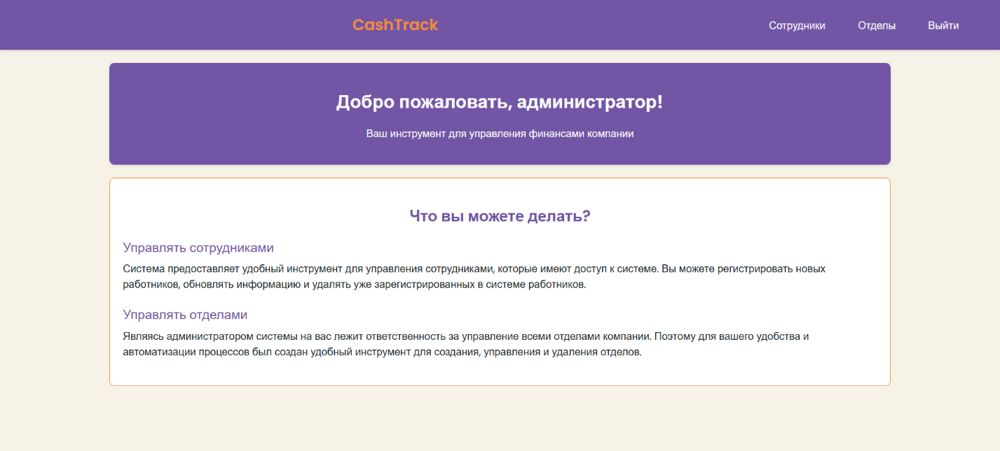 CashTrack
Сотрудники
Отделы
Выйти
Добро пожаловать, администратор!
Ваш инструмент для управления финансами компании
Что вы можете делать?
Управлять сотрудниками
Система предоставляет удобный инструмент для управления сотрудниками, которые имеют доступ к системе. Вы можете регистрировать новых
работников, обновлять информацию и удалять уже зарегистрированных в системе работников.
Управлять отделами
Являясь администратором системы на вас лежит ответственность за управление всеми отделами компании. Поэтому для вашего удобства и
автоматизации процессов был создан удобный инструмент для создания, управления и удаления отделов.